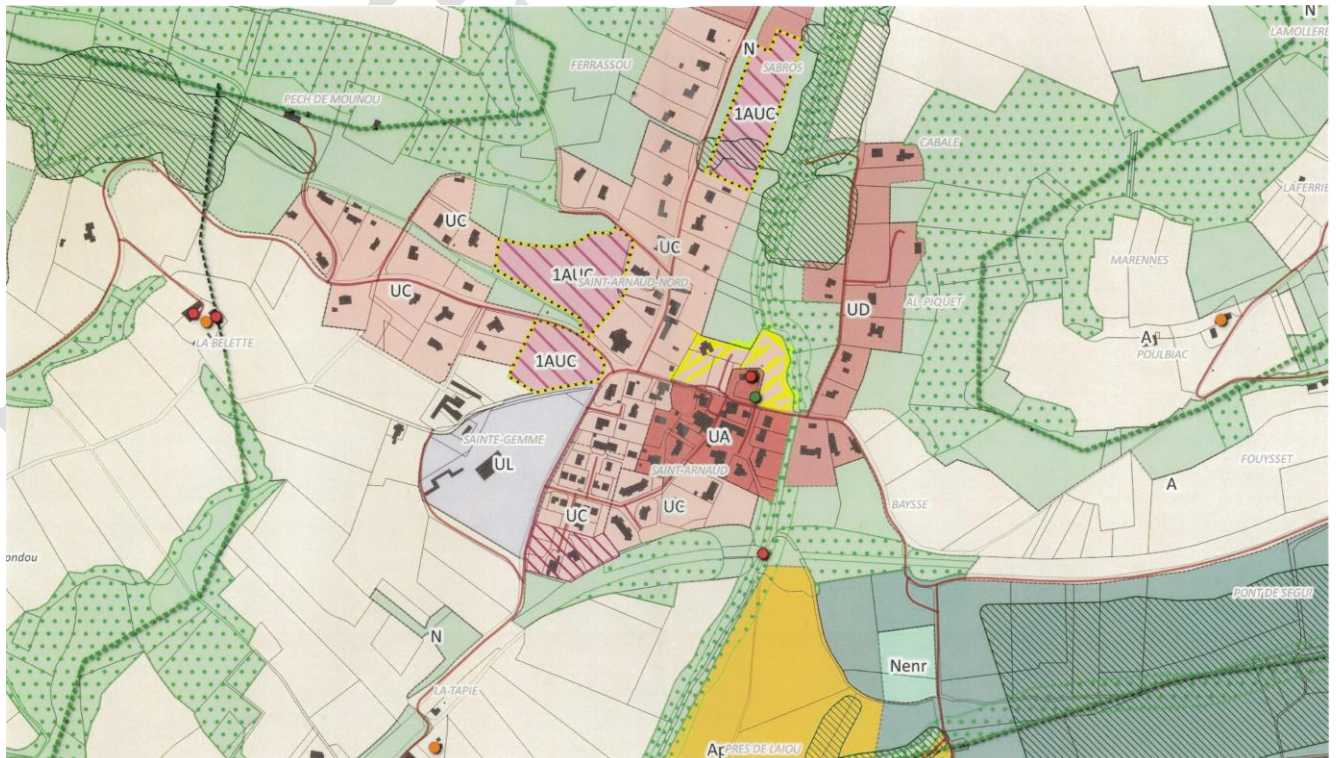 N
LAMOLLERE
N
FERRASSOU
SABROS
PECH DE MOUNOU
1AUC
CABALE
LAFERRIE
UC
UC
MARENNES
1AUC
SAINT-ARNAUD-NORD
UC
UD
AL PIQUET
LA BELETTE
A
POULBIAC
1AUC
SAINTE-GEMME
UL
UA
SAINT-ARNAUD
FOUYSSET
A
UC
UC
BAYSSE
ondou
PONT DE SEGUI
N
Nenr
LA TAPIE
Ap
PRES DE LAIOU